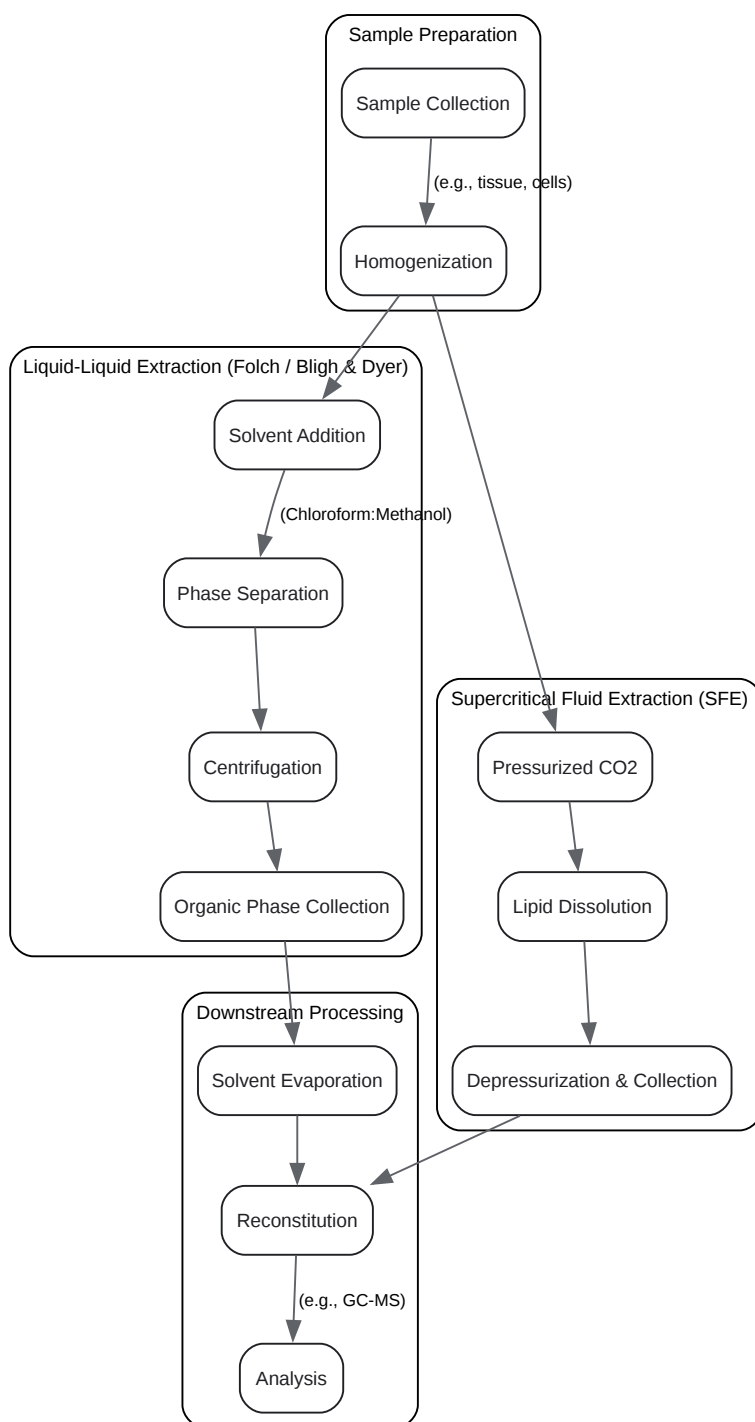 Sample Preparation
Sample Collection
(e.g., tissue, cells)
Homogenization
Liquid-Liquid Extraction (Folch / Bligh & Dyer)
Solvent Addition
(Chloroform:Methanol)
Phase Separation
Centrifugation
Organic Phase Collection
Supercritical Fluid Extraction (SFE)
Pressurized CO2
Lipid Dissolution
Depressurization & Collection
Downstream Processing
Solvent Evaporation
Reconstitution
(e.g., GC-MS)
Analysis